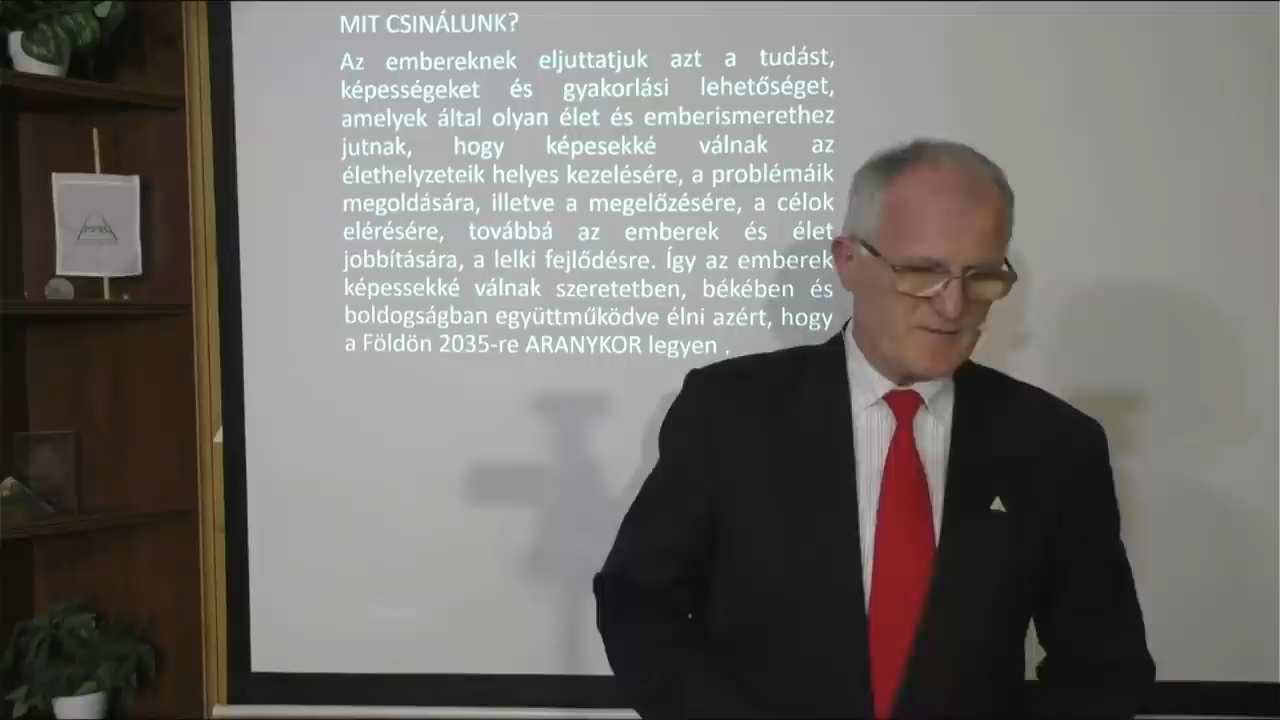 MIT CSINÁLUNK?
Az embereknek eljuttatjuk azt a tudást,
képességeket és gyakorlási lehetőséget,
amelyek által olyan élet és emberismerethez
jutnak, hogy képesekké válnak az
élethelyzeteik helyes kezelésére, a problémáik
megoldására, illetve a megelőzésére, a célok
elérésére, továbbá az emberek és élet
jobbítására, a lelki fejlődésre. Így az emberek
képessekké válnak szeretetben, békében és
boldogságban együttműködve élni azért, hogy
a Földön 2035-re ARANYKOR legyen .